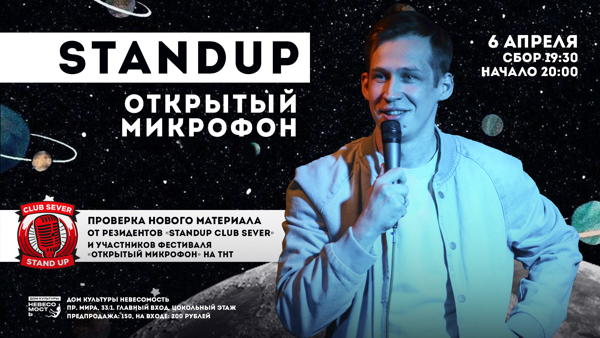 STANDUP
ОТКРЫТЫЙ
МИКРОФОН
6 АПРЕЛЯ
СБОР 19:30
НАЧАЛО 20:00
CLUB SEVER
STAND UP
ПРОВЕРКА НОВОГО МАТЕРИАЛА
ОТ РЕЗИДЕНТОВ «STANDUP CLUB SEVER»
И УЧАСТНИКОВ ФЕСТИВАЛЯ
«ОТКРЫТЫЙ МИКРОФОН» НА ТНТ
ДОМ КУЛЬТУРЫ
НЕВЕСО
МОСТ
Ь
ДОМ КУЛЬТУРЫ НЕВЕСОМОСТЬ
ПР. МИРА, 33/1. ГЛАВНЫЙ ВХОД, ЦОКОЛЬНЫЙ ЭТАЖ
ПРЕДПРОДАЖА: 150, НА ВХОДЕ: 200 РУБЛЕЙ